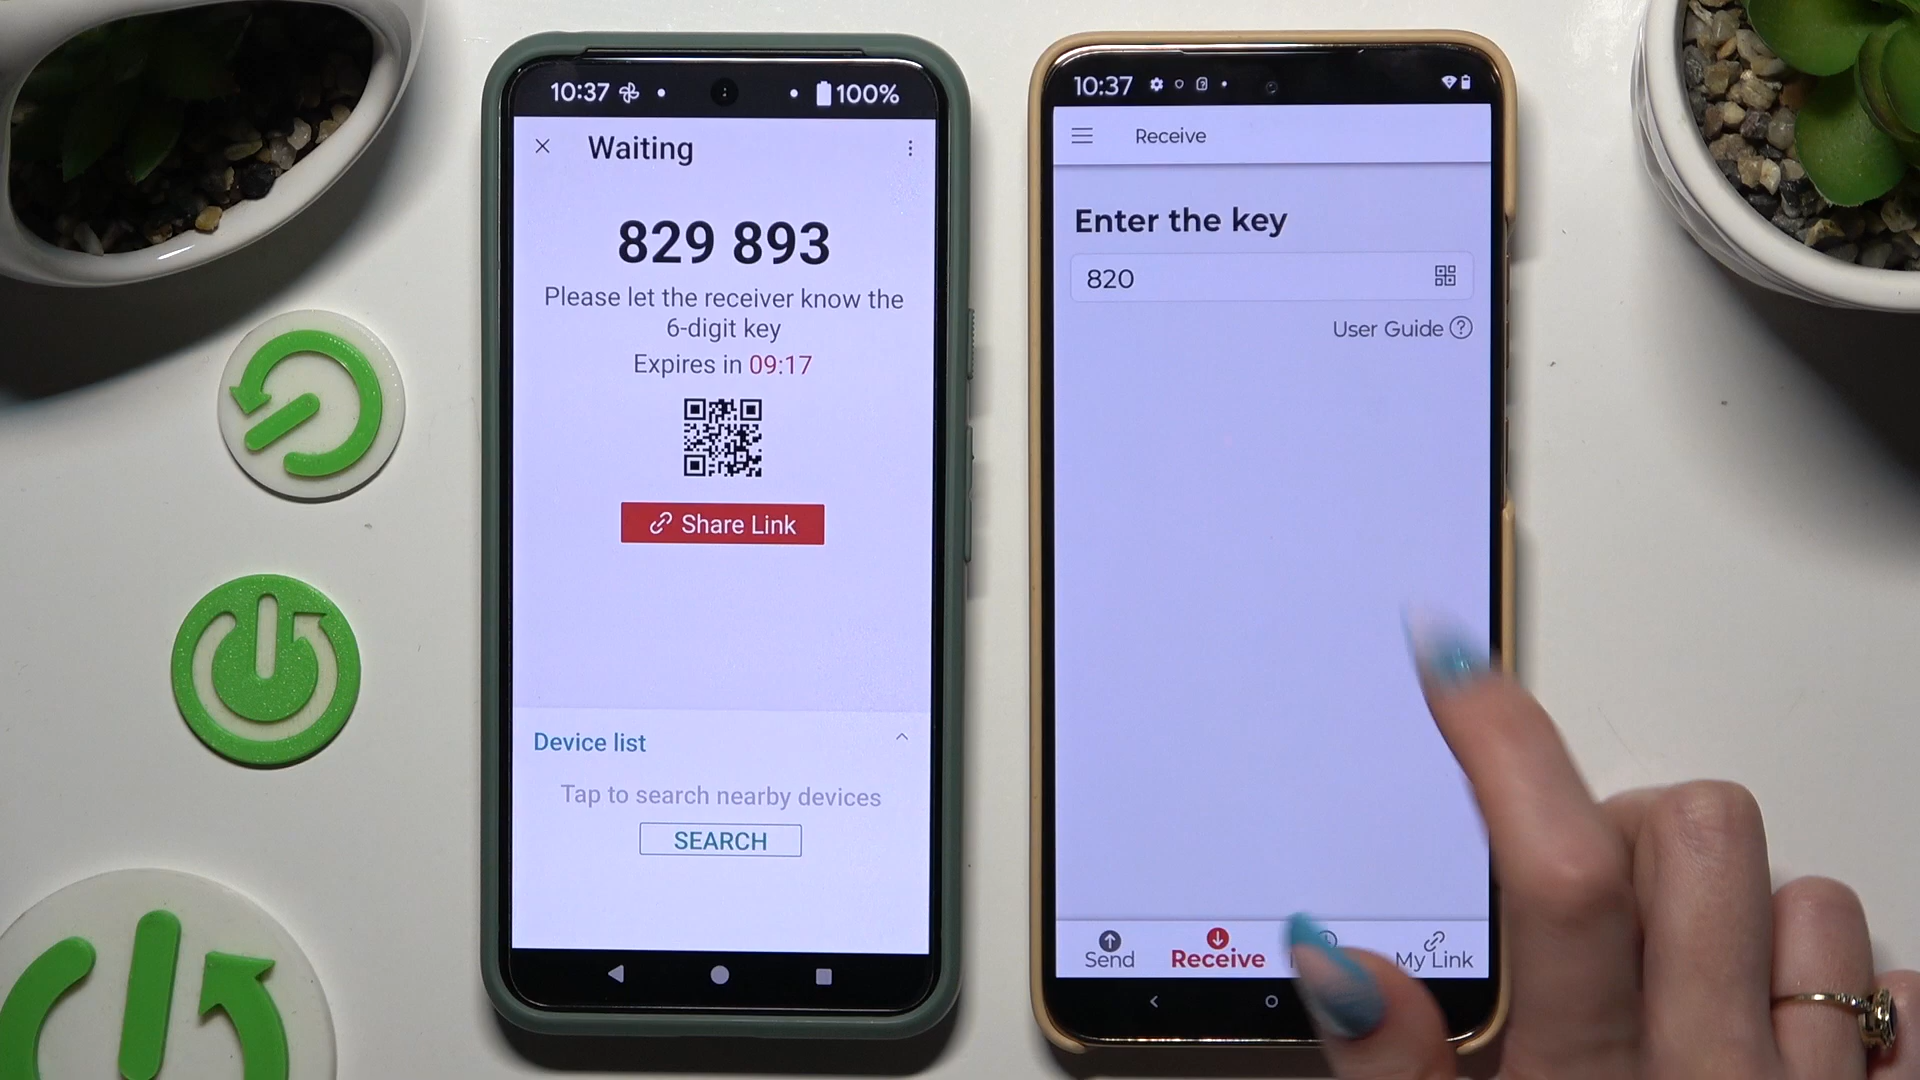 10:37
100%
Waiting
829 893
Please let the receiver know the
6-digit key
Expires in 09:17
Share Link
Device list
Tap to search nearby devices
SEARCH
10:37
Receive
Enter the key
820
User Guide ?
Send
Receive
My Link